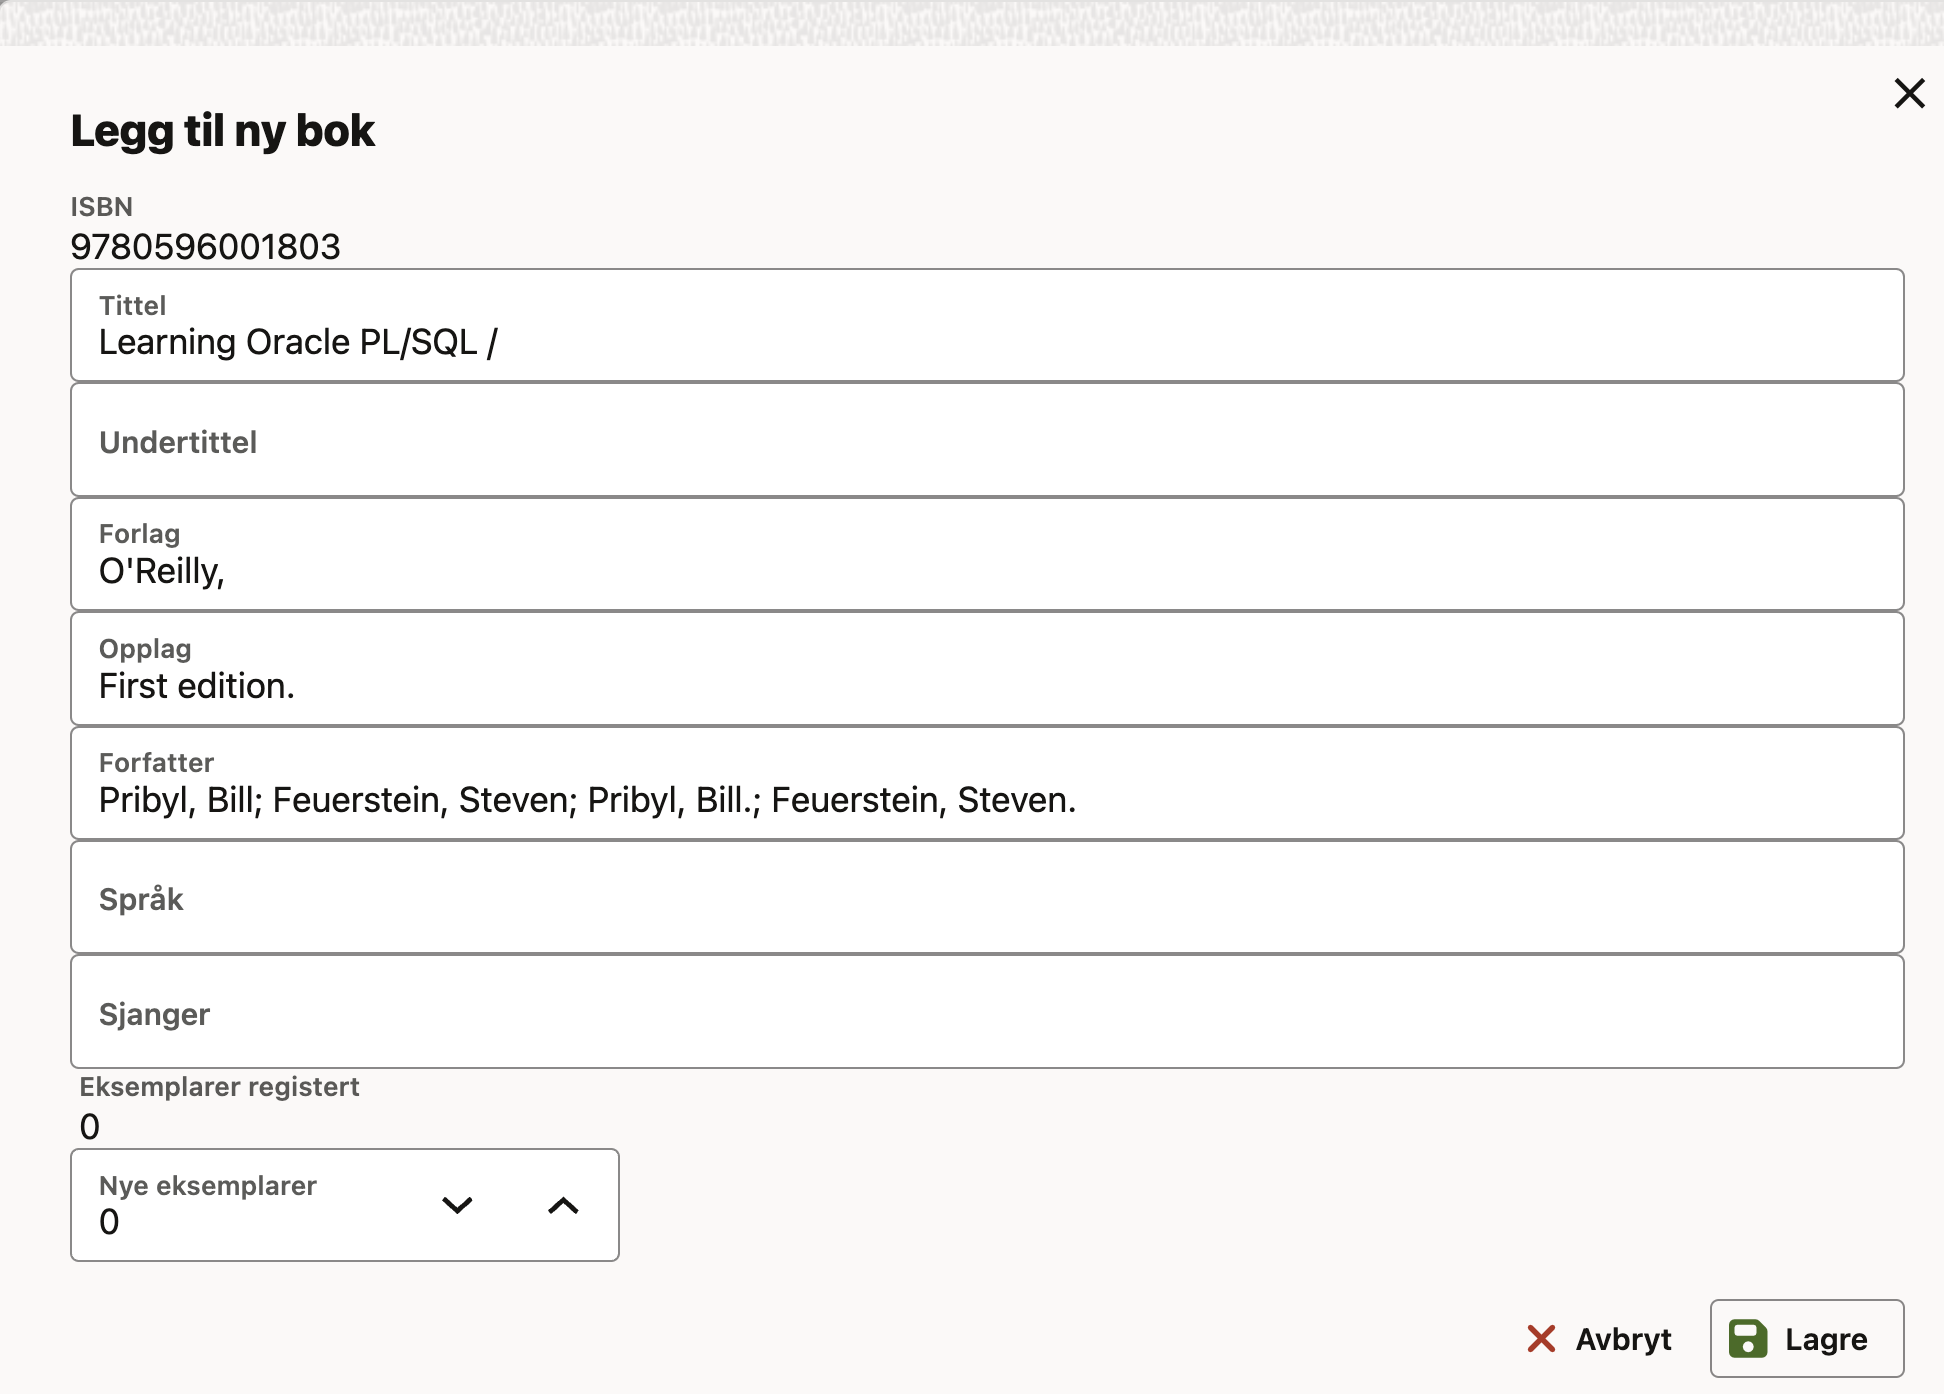 Legg til ny bok
ISBN
9780596001803
Tittel
Learning Oracle PL/SQL /
Undertittel
Forlag
O'Reilly,
Opplag
First edition.
Forfatter
Pribyl, Bill; Feuerstein, Steven; Pribyl, Bill.; Feuerstein, Steven.
Språk
Sjanger
Eksemplarer registert
0
Nye eksemplarer
0
Avbryt
Lagre